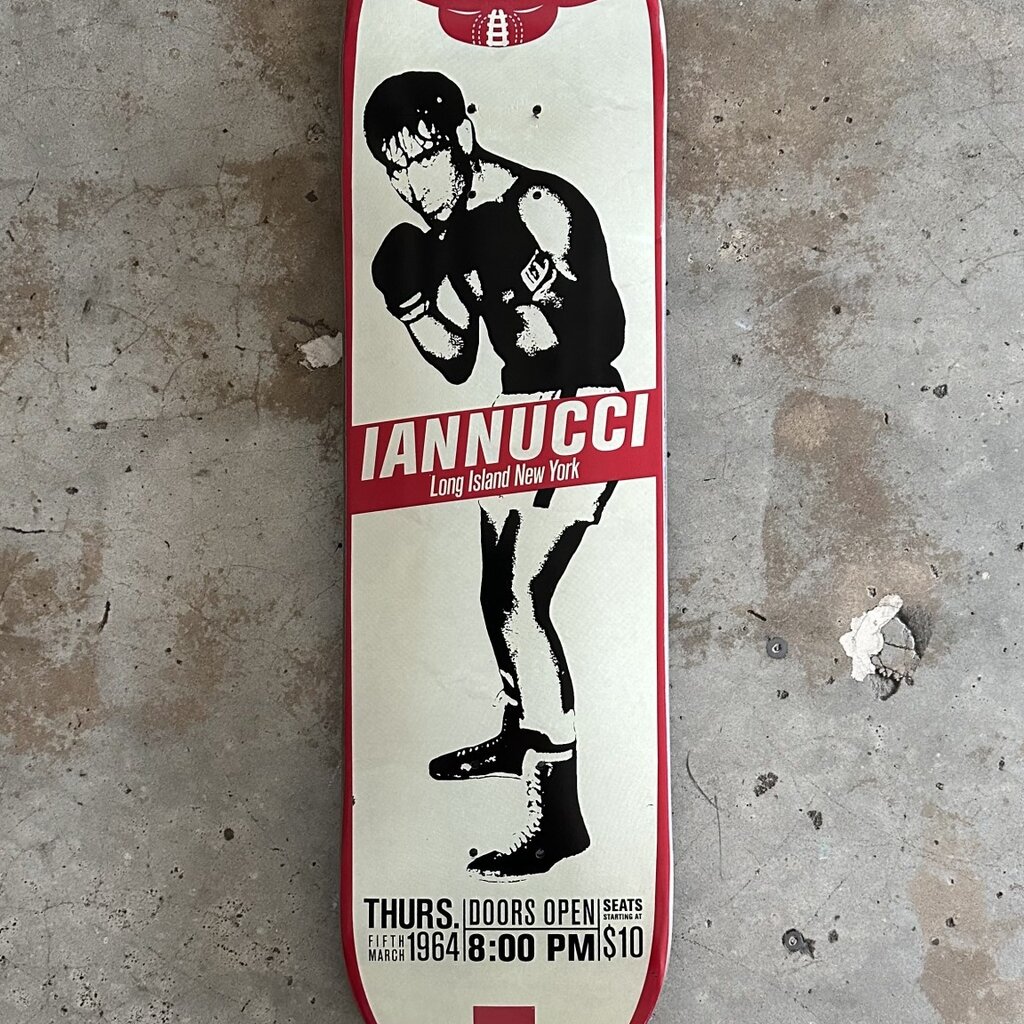 IANNUCCI
Long Island New York
THURS.
FIFTH
MARCH
1964
DOORS OPEN
8:00 PM
SEATS
STARTING AT
$10